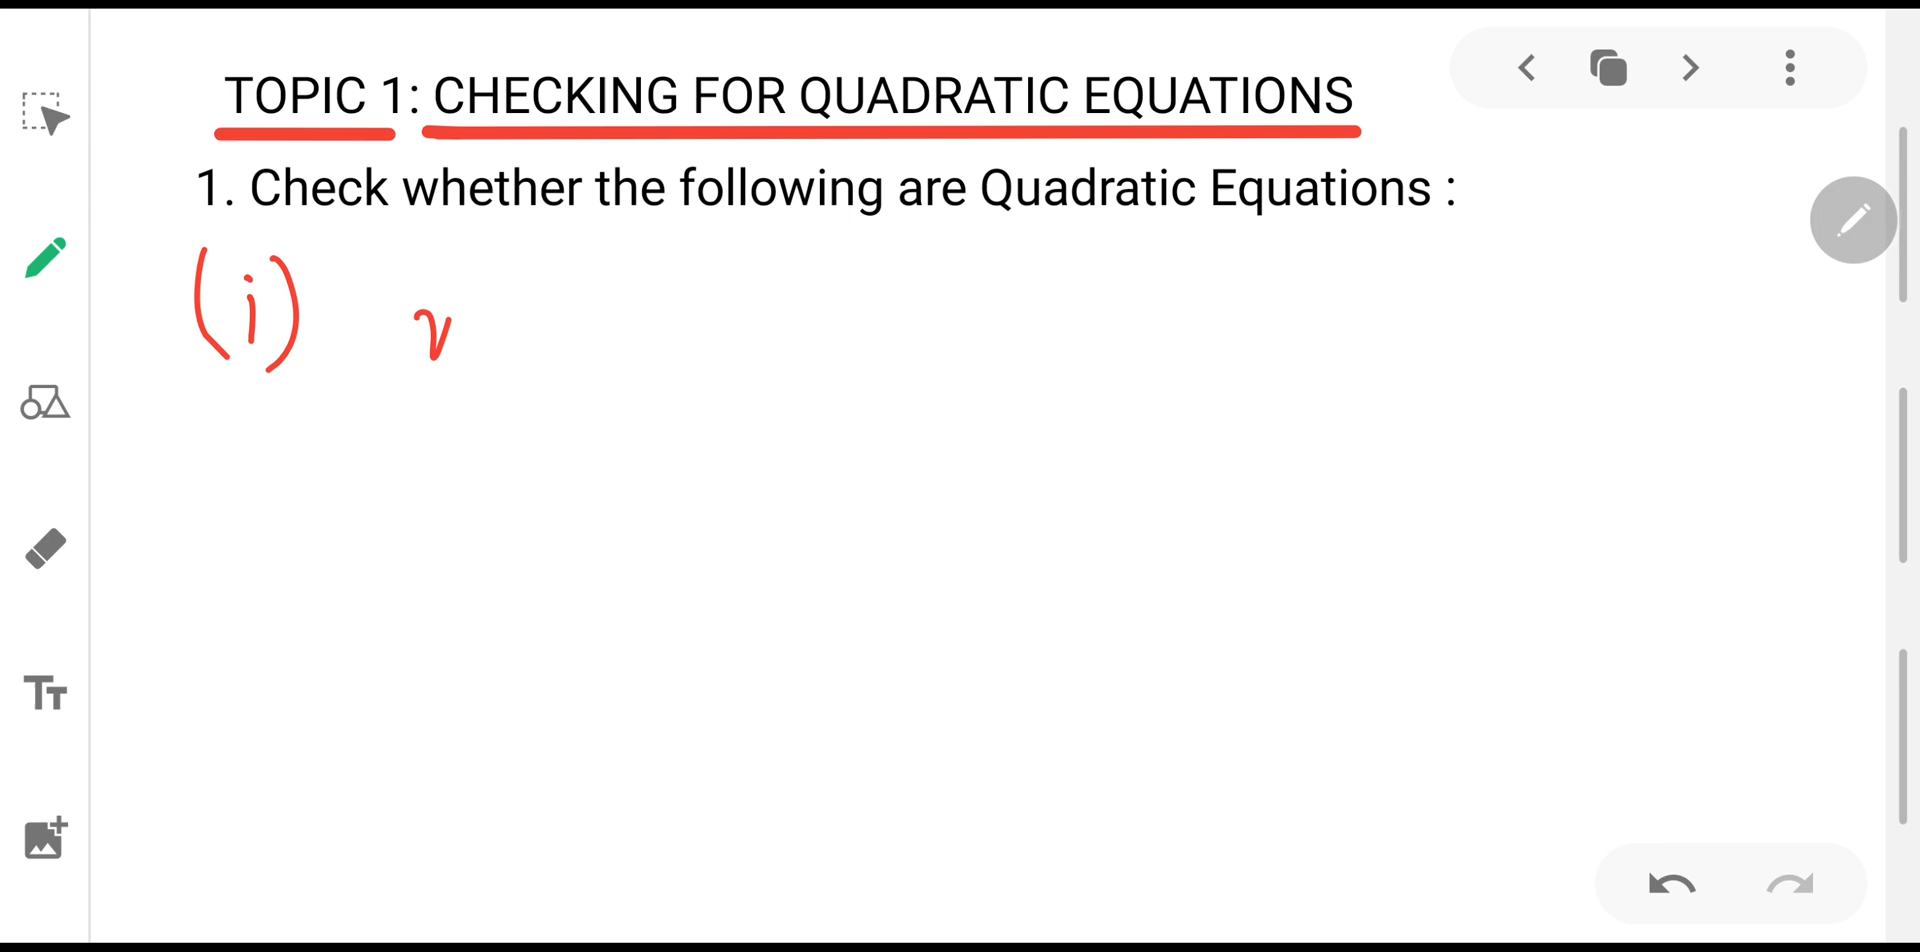 TOPIC 1: CHECKING FOR QUADRATIC EQUATIONS
1. Check whether the following are Quadratic Equations :
(i)